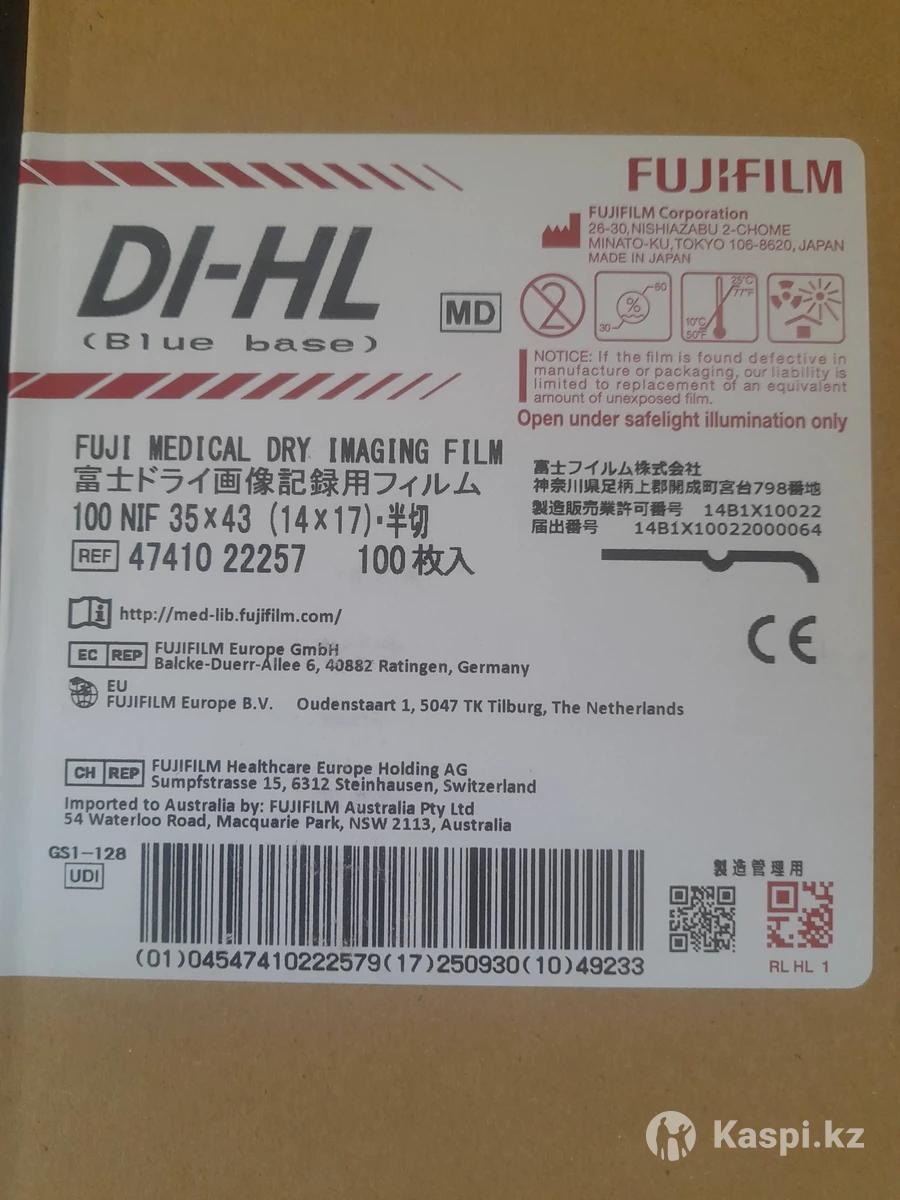 FUJIFILM
DI-HL
(Blue base)
MD
FUJIFILM Corporation
26-30, NISHIAZABU 2-CHOME
MINATO-KU, TOKYO 106-8620, JAPAN
MADE IN JAPAN
2
30
%
60
10°C
50°F
25°C
77°F
NOTICE: If the film is found defective in
manufacture or packaging, our liability is
limited to replacement of an equivalent
amount of unexposed film.
Open under safelight illumination only
FUJI MEDICAL DRY IMAGING FILM
富士ドライ画像記録用フィルム
100 NIF 35×43 (14×17)・半切
REF 47410 22257 100枚入
富士フイルム株式会社
神奈川県足柄上郡開成町宮台798番地
製造販売業許可番号 14B1X10022
届出番号 14B1X10022000064
http://med-lib.fujifilm.com/
EC REP FUJIFILM Europe GmbH
Balcke-Duerr-Allee 6, 40882 Ratingen, Germany
EU
FUJIFILM Europe B.V. Oudenstaart 1, 5047 TK Tilburg, The Netherlands
CE
CH REP FUJIFILM Healthcare Europe Holding AG
Sumpfstrasse 15, 6312 Steinhausen, Switzerland
Imported to Australia by: FUJIFILM Australia Pty Ltd
54 Waterloo Road, Macquarie Park, NSW 2113, Australia
GS1-128
UDI
(01)04547410222579(17)250930(10)49233
製造管理用
RL HL 1
Kaspi.kz